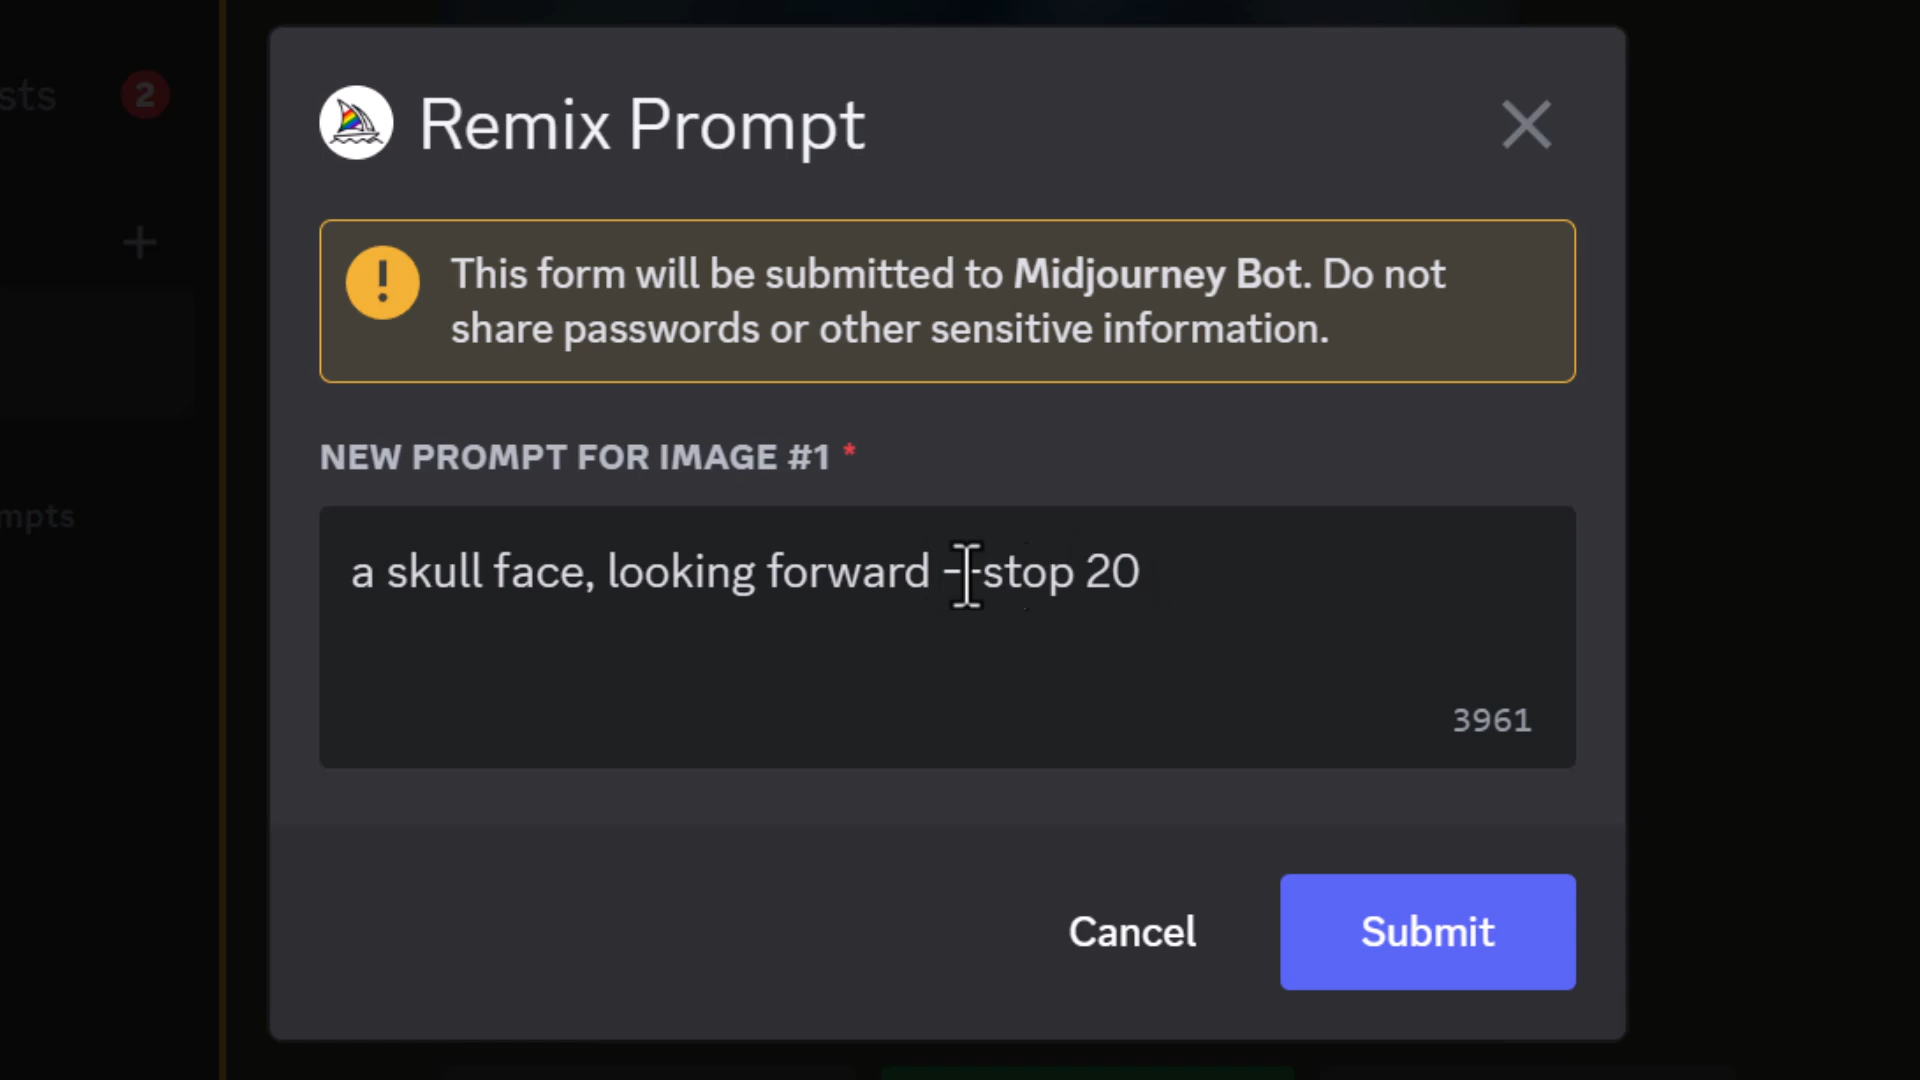 sts 2
Remix Prompt
This form will be submitted to Midjourney Bot. Do not
share passwords or other sensitive information.
NEW PROMPT FOR IMAGE #1 *
mpts
a skull face, looking forward --stop 20
3961
Cancel
Submit